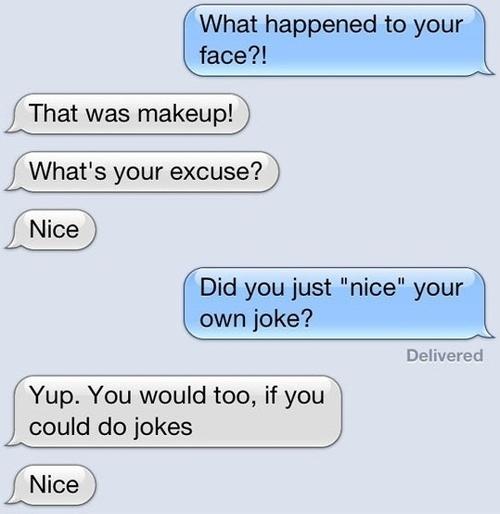 What happened to your
face?!
That was makeup!
What's your excuse?
Nice
Did you just "nice" your
own joke?
Delivered
Yup. You would too, if you
could do jokes
Nice